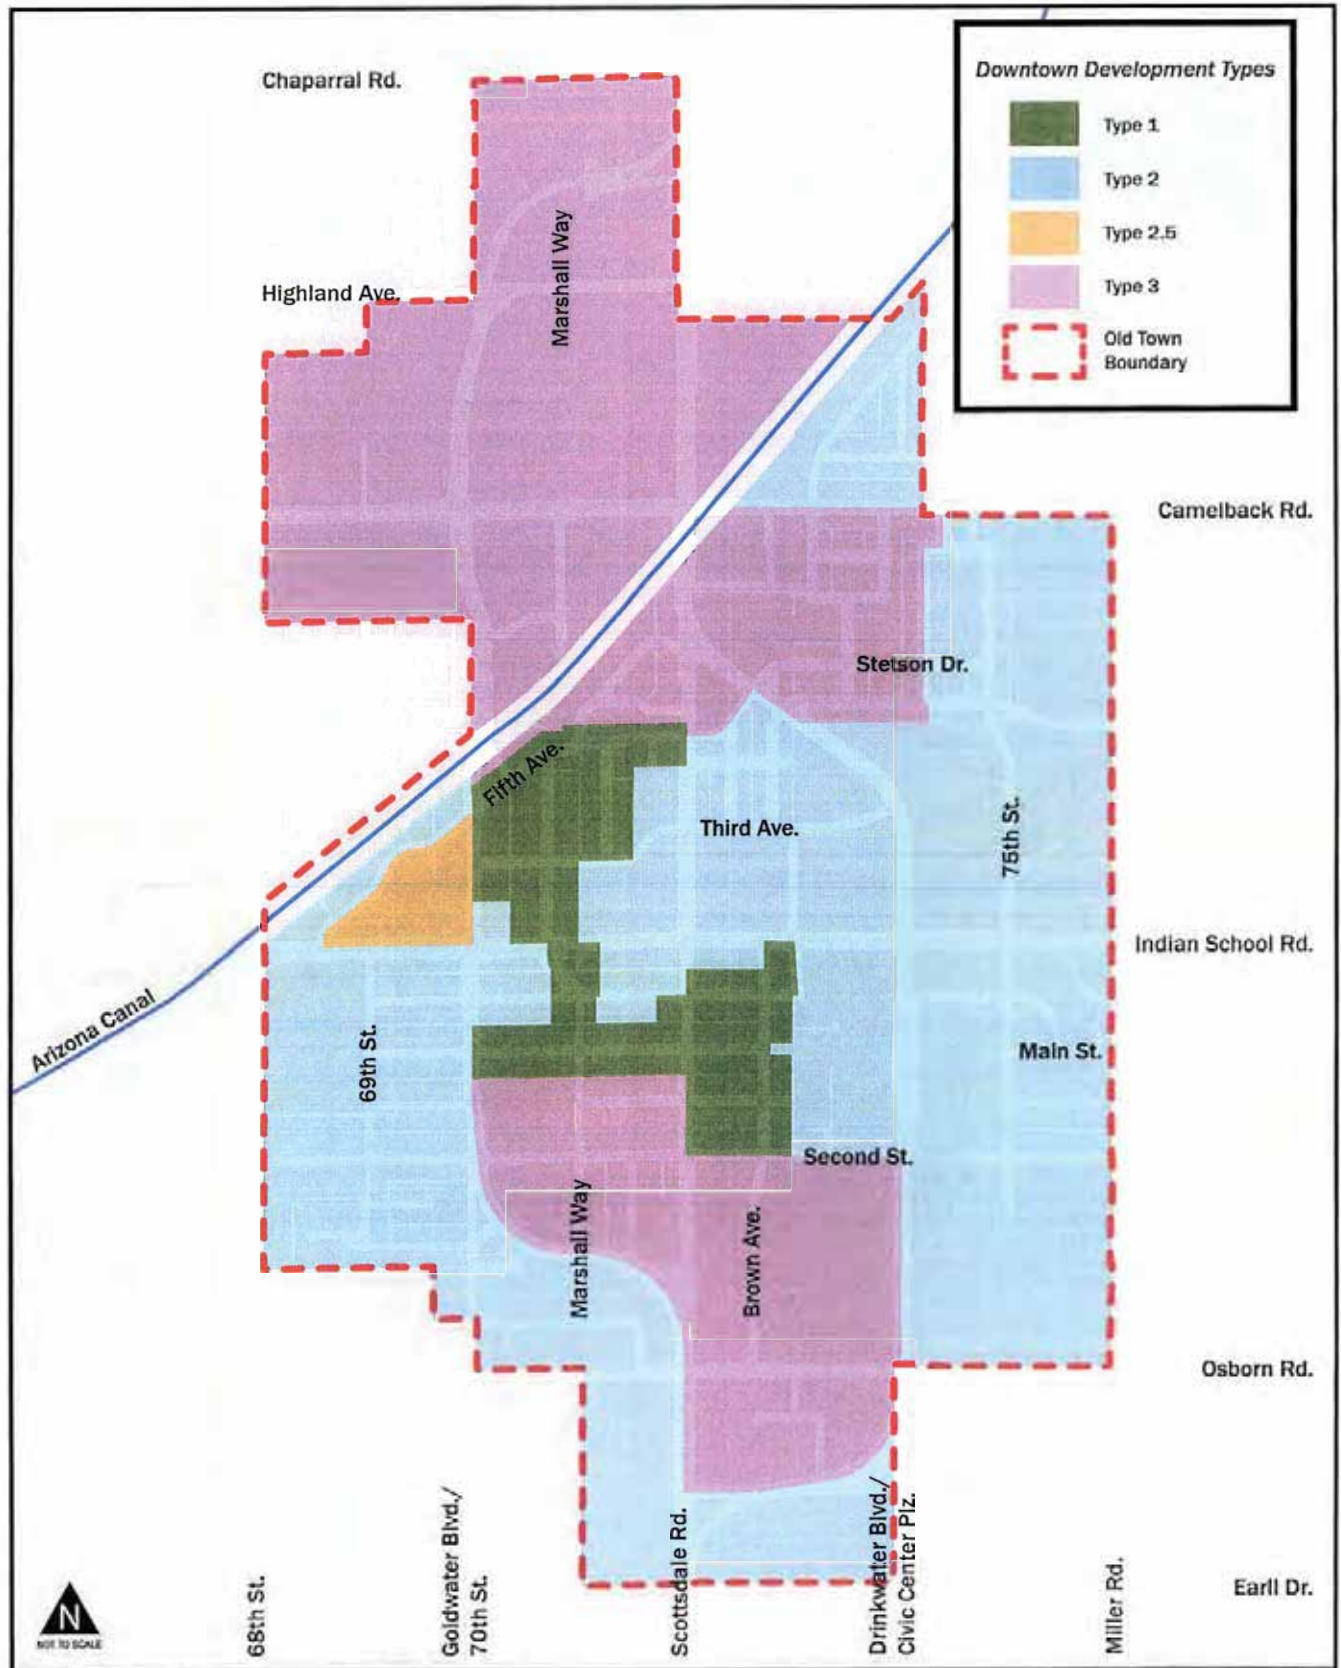 Chaparral Rd.
Downtown Development Types
Type 1
Type 2
Type 2.5
Type 3
Old Town
Boundary
Marshall Way
Highland Ave.
Camelback Rd.
Stetson Dr.
Fifth Ave.
Third Ave.
75th St.
Indian School Rd.
Arizona Canal
69th St.
Main St.
Second St.
Marshall Way
Brown Ave.
Osborn Rd.
68th St.
Goldwater Blvd./
70th St.
Scottsdale Rd.
Drinkwater Blvd./
Civic Center Plz.
Miller Rd.
Earll Dr.
N
NOT TO SCALE